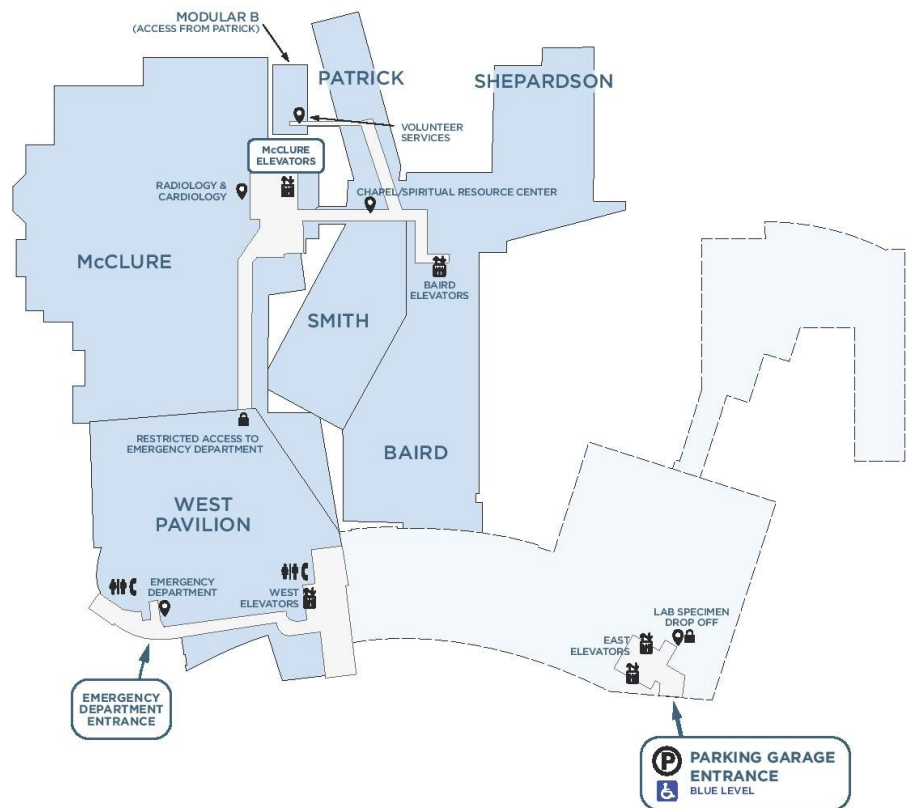 MODULAR B
(ACCESS FROM PATRICK)
PATRICK
SHEPARDSON
VOLUNTEER
SERVICES
McCLURE
ELEVATORS
RADIOLOGY &
CARDIOLOGY
CHAPEL/SPIRITUAL RESOURCE CENTER
McCLURE
BAIRD
ELEVATORS
SMITH
RESTRICTED ACCESS TO
EMERGENCY DEPARTMENT
BAIRD
WEST
PAVILION
EMERGENCY
DEPARTMENT
WEST
ELEVATORS
LAB SPECIMEN
DROP OFF
EAST
ELEVATORS
EMERGENCY
DEPARTMENT
ENTRANCE
P
PARKING GARAGE
ENTRANCE
BLUE LEVEL